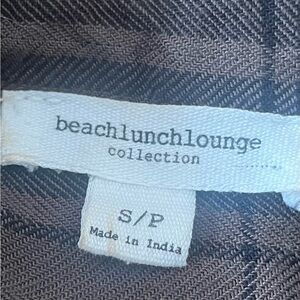 beachlunchlounge
collection
S/P
Made in India